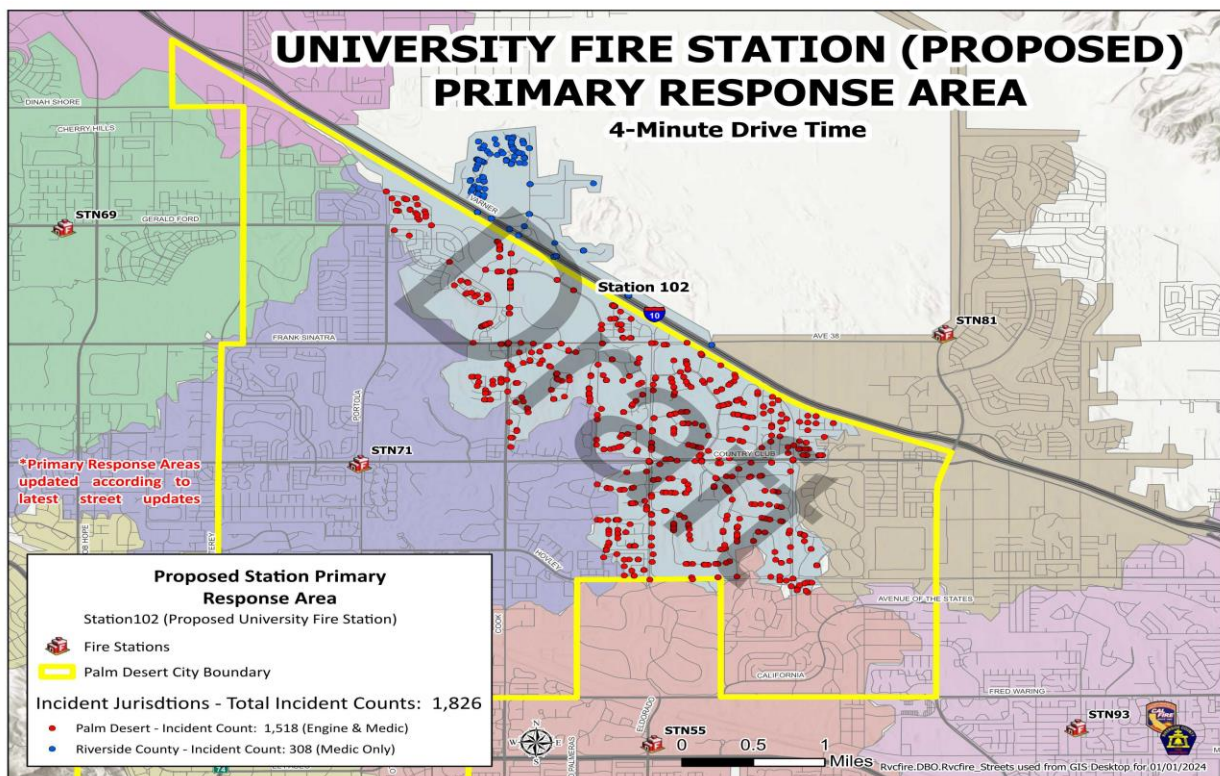 UNIVERSITY FIRE STATION (PROPOSED)
PRIMARY RESPONSE AREA
4-Minute Drive Time
DINAH SHORE
CHERRY HILLS
VARNER
STN69
GERALD FORD
Station 102
10
STN81
FRANK SINATRA
AVE 38
PORTOLA
Draft
STN71
COUNTRY CLUB
*Primary Response Areas
updated according to
latest street updates
HOVLEY
AVENUE OF THE STATES
COOK
CALIFORNIA
FRED WARING
ELDORADO
STN55
STN93
CAL
FIRE
Proposed Station Primary
Response Area
Station102 (Proposed University Fire Station)
Fire Stations
Palm Desert City Boundary
Incident Jurisdtions - Total Incident Counts: 1,826
Palm Desert - Incident Count: 1,518 (Engine & Medic)
Riverside County - Incident Count: 308 (Medic Only)
N
W
E
S
0 0.5 1
Miles
74
Rvcfire.DBO.Rvcfire_Streets used from GIS Desktop for 01/01/2024